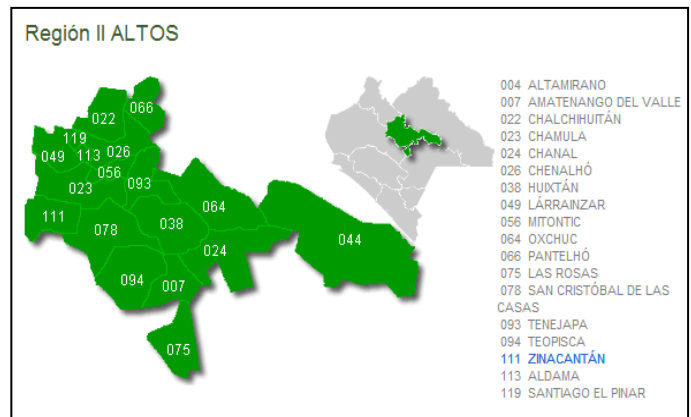 Región II ALTOS
066
022
119
026
049
113
056
023
093
111
064
078
038
044
024
094
007
075
004 ALTAMIRANO
007 AMATENANGO DEL VALLE
022 CHALCHIHUITÁN
023 CHAMULA
024 CHANAL
026 CHENALHÓ
038 HUIXTÁN
049 LÁRRAINZAR
056 MITONTIC
064 OXCHUC
066 PANTELHÓ
075 LAS ROSAS
078 SAN CRISTÓBAL DE LAS
CASAS
093 TENEJAPA
094 TEOPISCA
111 ZINACANTÁN
113 ALDAMA
119 SANTIAGO EL PINAR